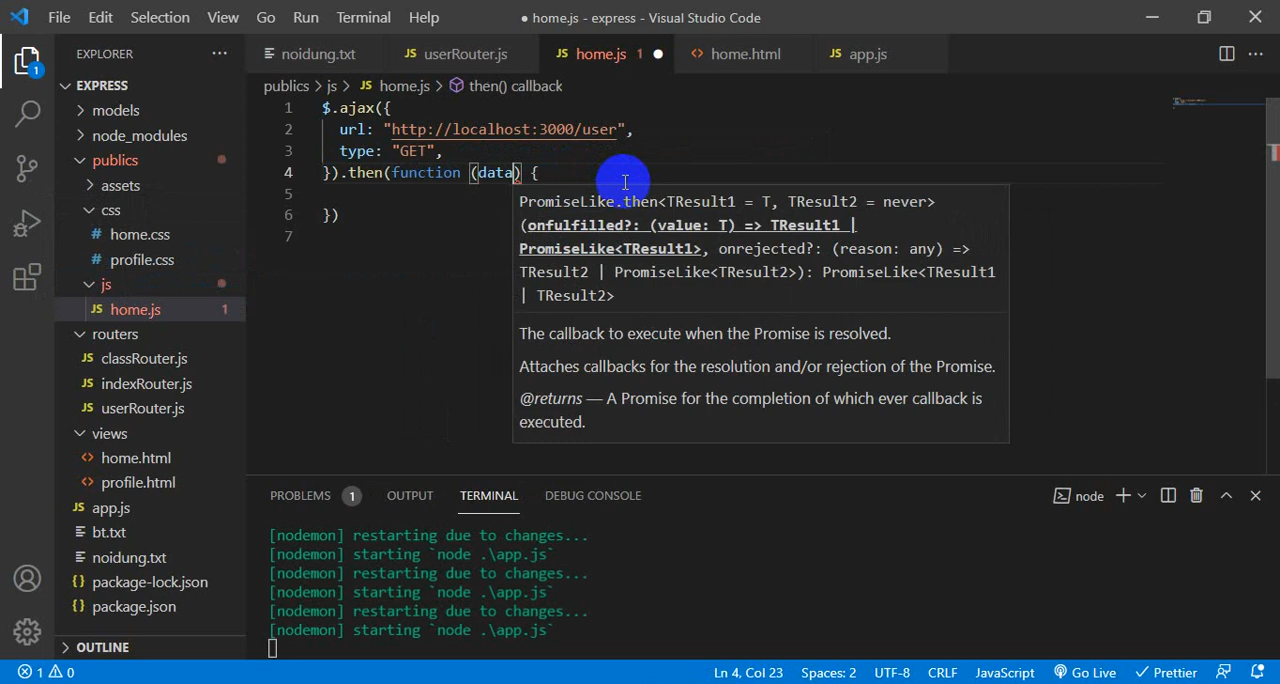 File Edit Selection View Go Run Terminal Help
● home.js - express - Visual Studio Code
EXPLORER ···
noidung.txt JS userRouter.js JS home.js 1 ● <> home.html JS app.js
1
EXPRESS
models
node_modules
publics
assets
css
# home.css
# profile.css
js
JS home.js 1
routers
JS classRouter.js
JS indexRouter.js
JS userRouter.js
views
<> home.html
<> profile.html
JS app.js
bt.txt
noidung.txt
{} package-lock.json
{} package.json
OUTLINE
publics > js > JS home.js > then() callback
1 $.ajax({
2 url: "http://localhost:3000/user",
3 type: "GET",
4 }).then(function (data) {
5
6 })
7
PromiseLike.then<TResult1 = T, TResult2 = never>
(onfulfilled?: (value: T) => TResult1 |
PromiseLike<TResult1>, onrejected?: (reason: any) =>
TResult2 | PromiseLike<TResult2>): PromiseLike<TResult1
| TResult2>
The callback to execute when the Promise is resolved.
Attaches callbacks for the resolution and/or rejection of the Promise.
@returns — A Promise for the completion of which ever callback is
executed.
PROBLEMS 1 OUTPUT TERMINAL DEBUG CONSOLE
node
[nodemon] restarting due to changes...
[nodemon] starting `node .\app.js`
[nodemon] restarting due to changes...
[nodemon] starting `node .\app.js`
[nodemon] restarting due to changes...
[nodemon] starting `node .\app.js`
1 0 Ln 4, Col 23 Spaces: 2 UTF-8 CRLF JavaScript Go Live Prettier